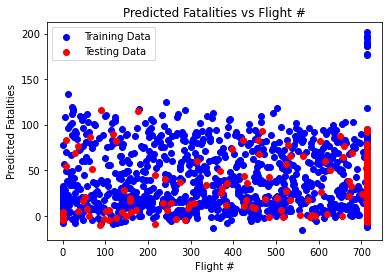 Predicted Fatalities vs Flight #
Training Data
Testing Data
Predicted Fatalities
200
150
100
50
0
0
100
200
300
400
500
600
700
Flight #